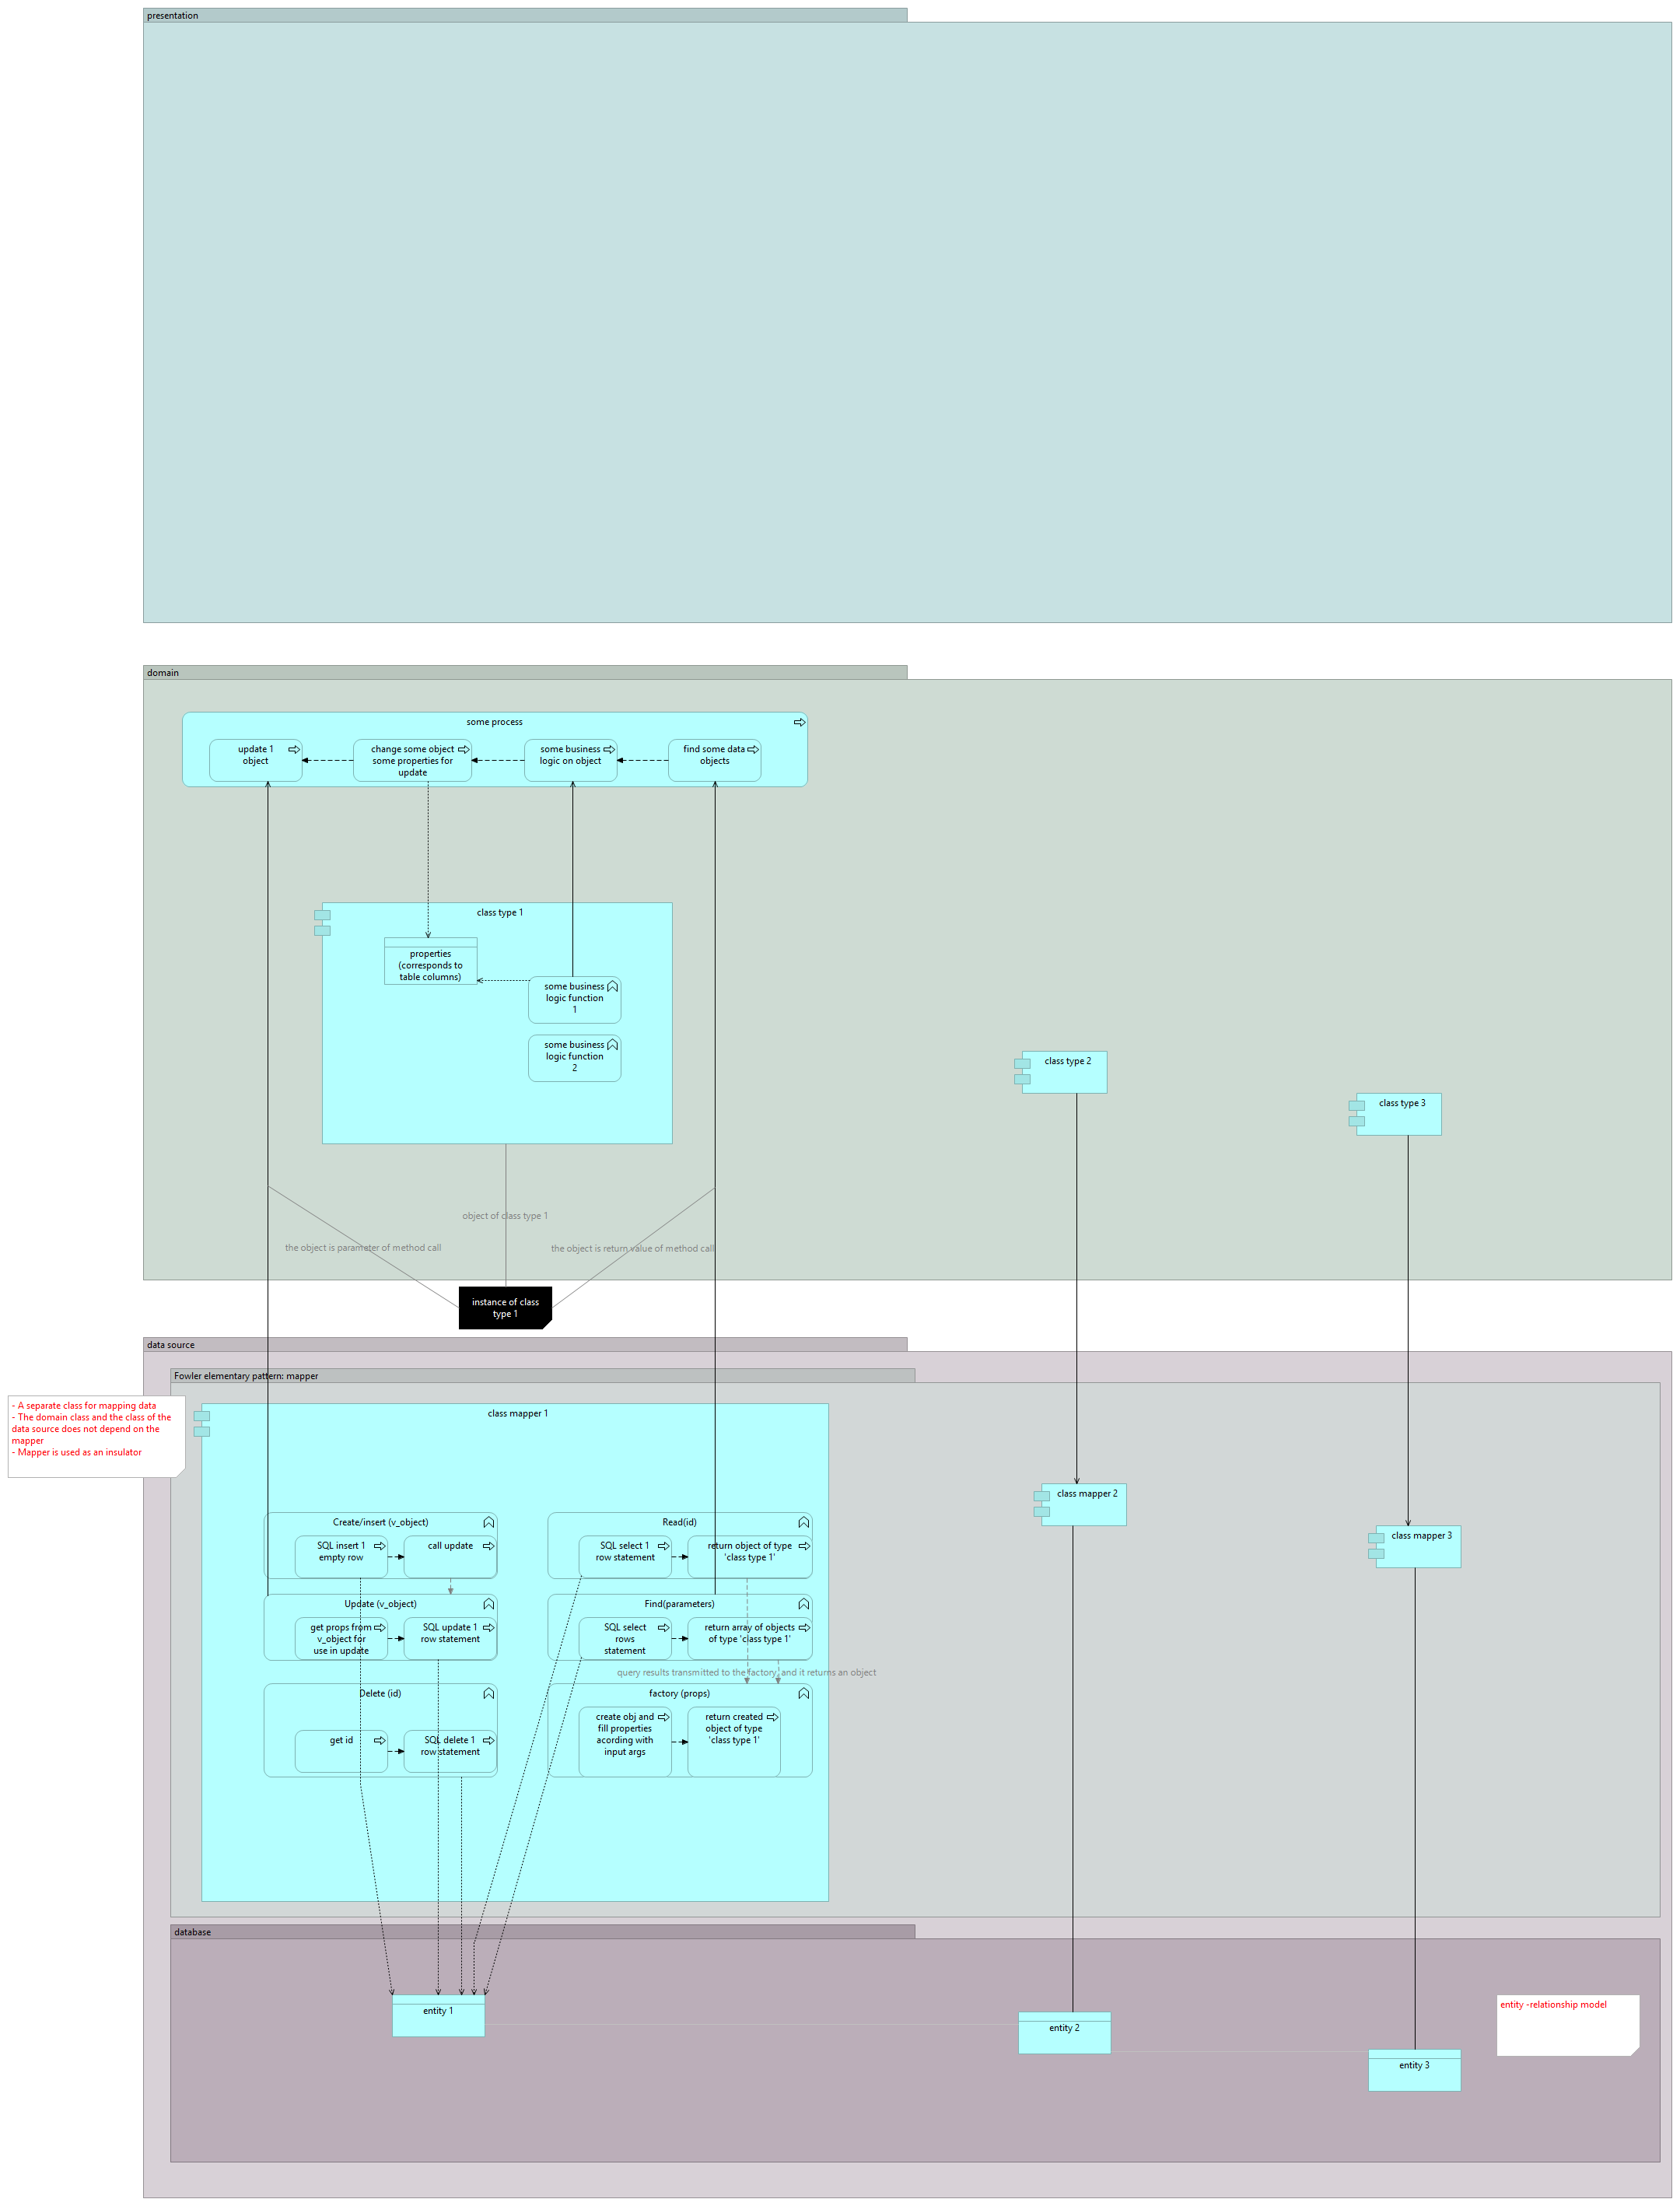 presentation
domain
some process
update 1
object
change some object
some properties for
update
some business
logic on object
find some data
objects
class type 1
properties
(corresponds to
table columns)
some business
logic function
1
some business
logic function
2
class type 2
class type 3
object of class type 1
the object is parameter of method call
the object is return value of method call
instance of class
type 1
data source
Fowler elementary pattern: mapper
- A separate class for mapping data
- The domain class and the class of the
data source does not depend on the
mapper
- Mapper is used as an insulator
class mapper 1
class mapper 2
class mapper 3
Create/insert (v_object)
SQL insert 1
empty row
call update
Read(id)
SQL select 1
row statement
return object of type
'class type 1'
Update (v_object)
get props from
v_object for
use in update
SQL update 1
row statement
Find(parameters)
SQL select
rows
statement
return array of objects
of type 'class type 1'
query results transmitted to the factory, and it returns an object
Delete (id)
get id
SQL delete 1
row statement
factory (props)
create obj and
fill properties
acording with
input args
return created
object of type
'class type 1'
database
entity 1
entity 2
entity 3
entity -relationship model